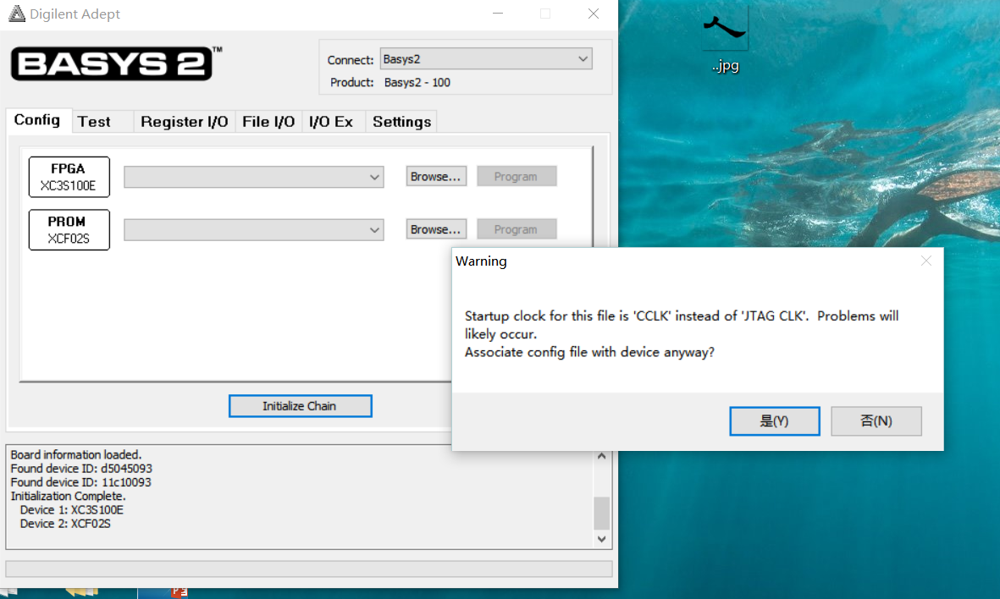 Digilent Adept
BASYS 2™
Connect: Basys2
Product: Basys2 - 100
Config Test Register I/O File I/O I/O Ex Settings
FPGA
XC3S100E
Browse... Program
PROM
XCF02S
Browse... Program
Initialize Chain
Board information loaded.
Found device ID: d5045093
Found device ID: 11c10093
Initialization Complete.
Device 1: XC3S100E
Device 2: XCF02S
..jpg
Warning
Startup clock for this file is 'CCLK' instead of 'JTAG CLK'. Problems will
likely occur.
Associate config file with device anyway?
是(Y) 否(N)